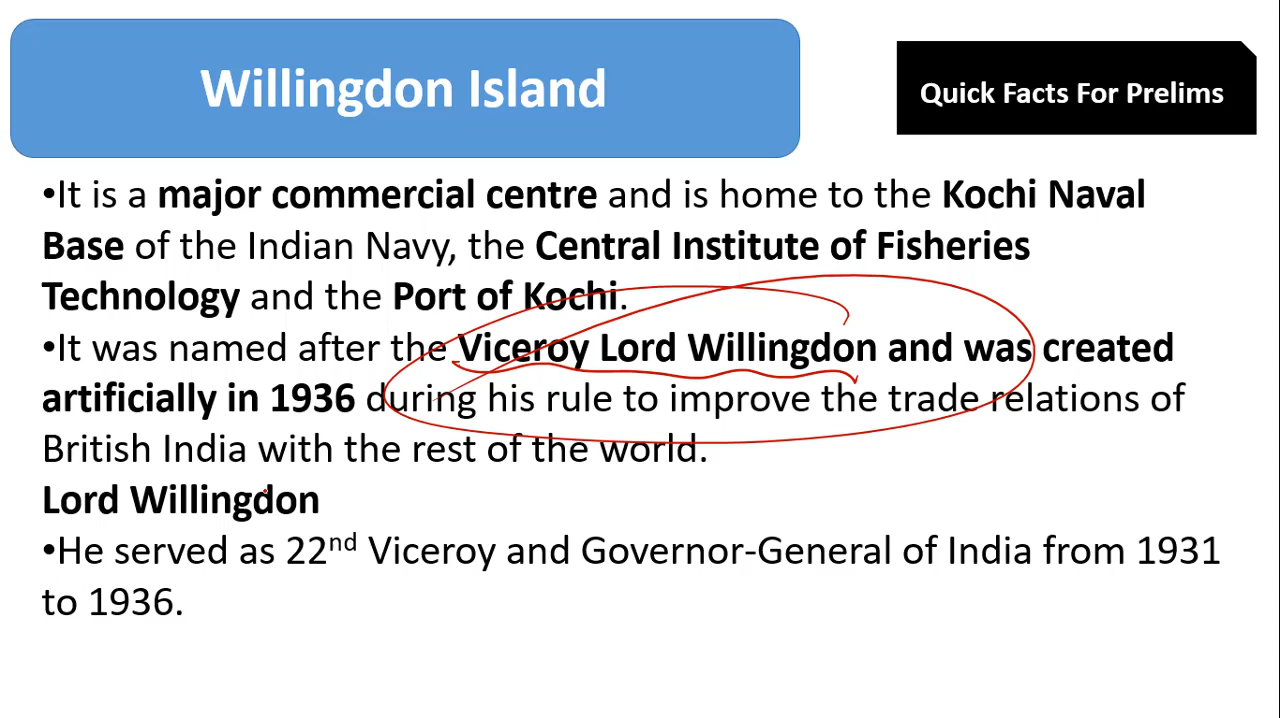 Willingdon Island
Quick Facts For Prelims
•It is a major commercial centre and is home to the Kochi Naval
Base of the Indian Navy, the Central Institute of Fisheries
Technology and the Port of Kochi.
•It was named after the Viceroy Lord Willingdon and was created
artificially in 1936 during his rule to improve the trade relations of
British India with the rest of the world.
Lord Willingdon
•He served as 22nd Viceroy and Governor-General of India from 1931
to 1936.